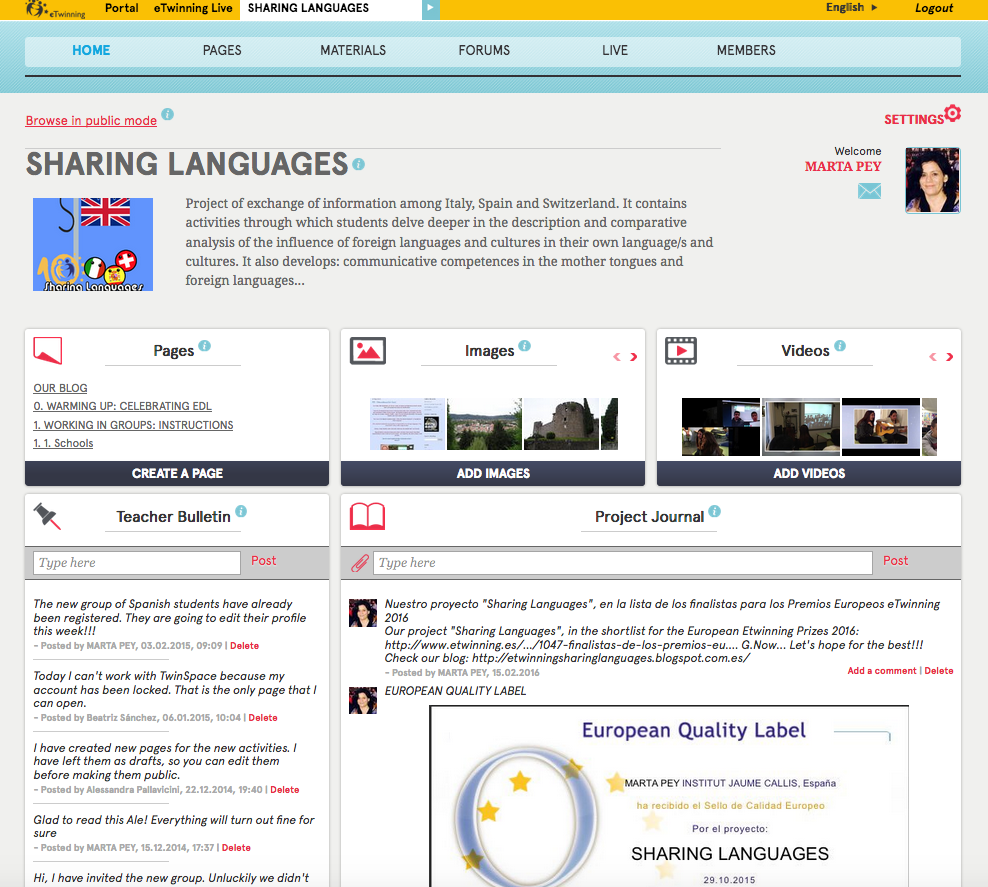 eTwinning Portal eTwinning Live SHARING LANGUAGES English Logout
HOME PAGES MATERIALS FORUMS LIVE MEMBERS
Browse in public mode i
SETTINGS
SHARING LANGUAGES i
Welcome
MARTA PEY
Project of exchange of information among Italy, Spain and Switzerland. It contains
activities through which students delve deeper in the description and comparative
analysis of the influence of foreign languages and cultures in their own language/s and
cultures. It also develops: communicative competences in the mother tongues and
foreign languages...
Sharing Languages
Pages i
OUR BLOG
0. WARMING UP: CELEBRATING EDL
1. WORKING IN GROUPS: INSTRUCTIONS
1. 1. Schools
CREATE A PAGE
Images i < >
ADD IMAGES
Videos i < >
ADD VIDEOS
Teacher Bulletin i
Type here Post
The new group of Spanish students have already
been registered. They are going to edit their profile
this week!!!
- Posted by MARTA PEY, 03.02.2015, 09:09 | Delete
Today I can't work with TwinSpace because my
account has been locked. That is the only page that I
can open.
- Posted by Beatriz Sánchez, 06.01.2015, 10:04 | Delete
I have created new pages for the new activities. I
have left them as drafts, so you can edit them
before making them public.
- Posted by Alessandra Pallavicini, 22.12.2014, 19:40 | Delete
Glad to read this Ale! Everything will turn out fine for
sure
- Posted by MARTA PEY, 15.12.2014, 17:37 | Delete
Hi, I have invited the new group. Unluckily we didn't
Project Journal i
Type here Post
Nuestro proyecto "Sharing Languages", en la lista de los finalistas para los Premios Europeos eTwinning
2016
Our project "Sharing Languages", in the shortlist for the European Etwinning Prizes 2016:
http://www.etwinning.es/.../1047-finalistas-de-los-premios-eu.... G.Now... Let's hope for the best!!!
Check our blog: http://etwinningsharinglanguages.blogspot.com.es/
- Posted by MARTA PEY, 15.02.2016 Add a comment | Delete
EUROPEAN QUALITY LABEL
European Quality Label
MARTA PEY INSTITUT JAUME CALLIS, España
ha recibido el Sello de Calidad Europeo
Por el proyecto:
SHARING LANGUAGES
29.10.2015